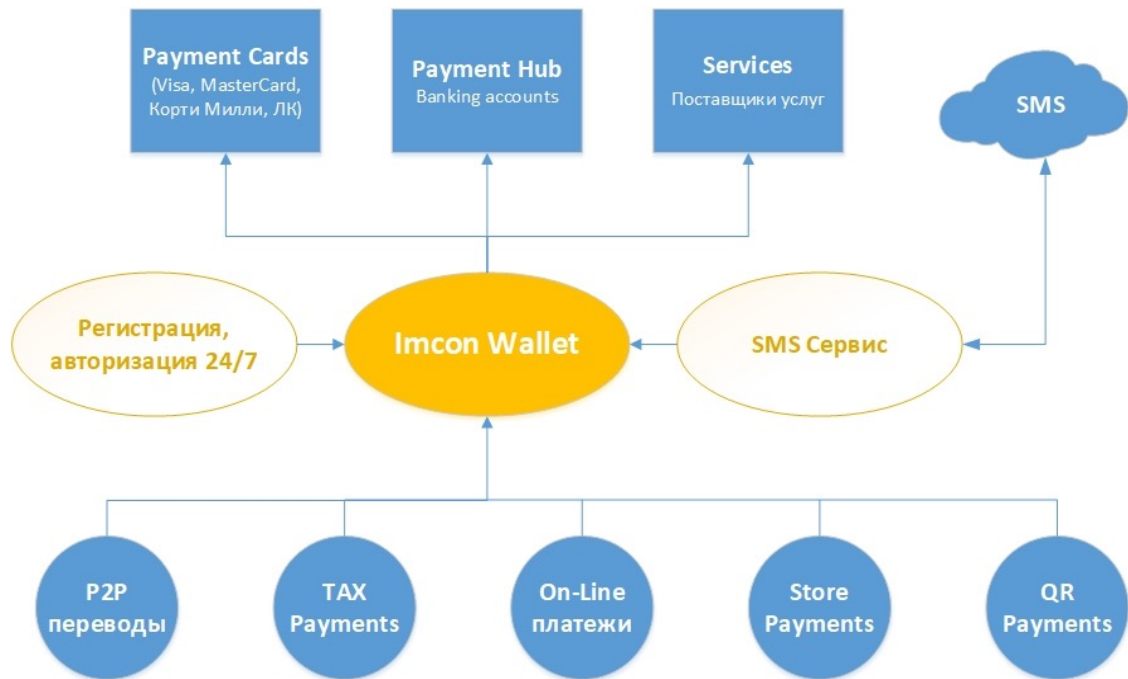 Payment Cards
(Visa, MasterCard,
Корти Милли, ЛК)
Payment Hub
Banking accounts
Services
Поставщики услуг
SMS
Регистрация,
авторизация 24/7
Imcon Wallet
SMS Сервис
P2P
переводы
TAX
Payments
On-Line
платежи
Store
Payments
QR
Payments